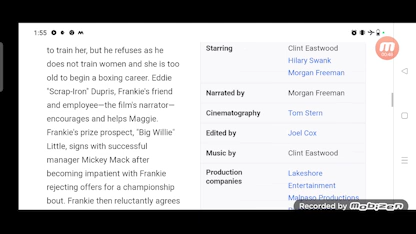 1:55
to train her, but he refuses as he
does not train women and she is too
old to begin a boxing career. Eddie
"Scrap-Iron" Dupris, Frankie's friend
and employee—the film's narrator—
encourages and helps Maggie.
Frankie's prize prospect, "Big Willie"
Little, signs with successful
manager Mickey Mack after
becoming impatient with Frankie
rejecting offers for a championship
bout. Frankie then reluctantly agrees
Starring Clint Eastwood
Hilary Swank
Morgan Freeman
Narrated by Morgan Freeman
Cinematography Tom Stern
Edited by Joel Cox
Music by Clint Eastwood
Production Lakeshore
companies Entertainment
Malpaso Productions
Recorded by Mobizen